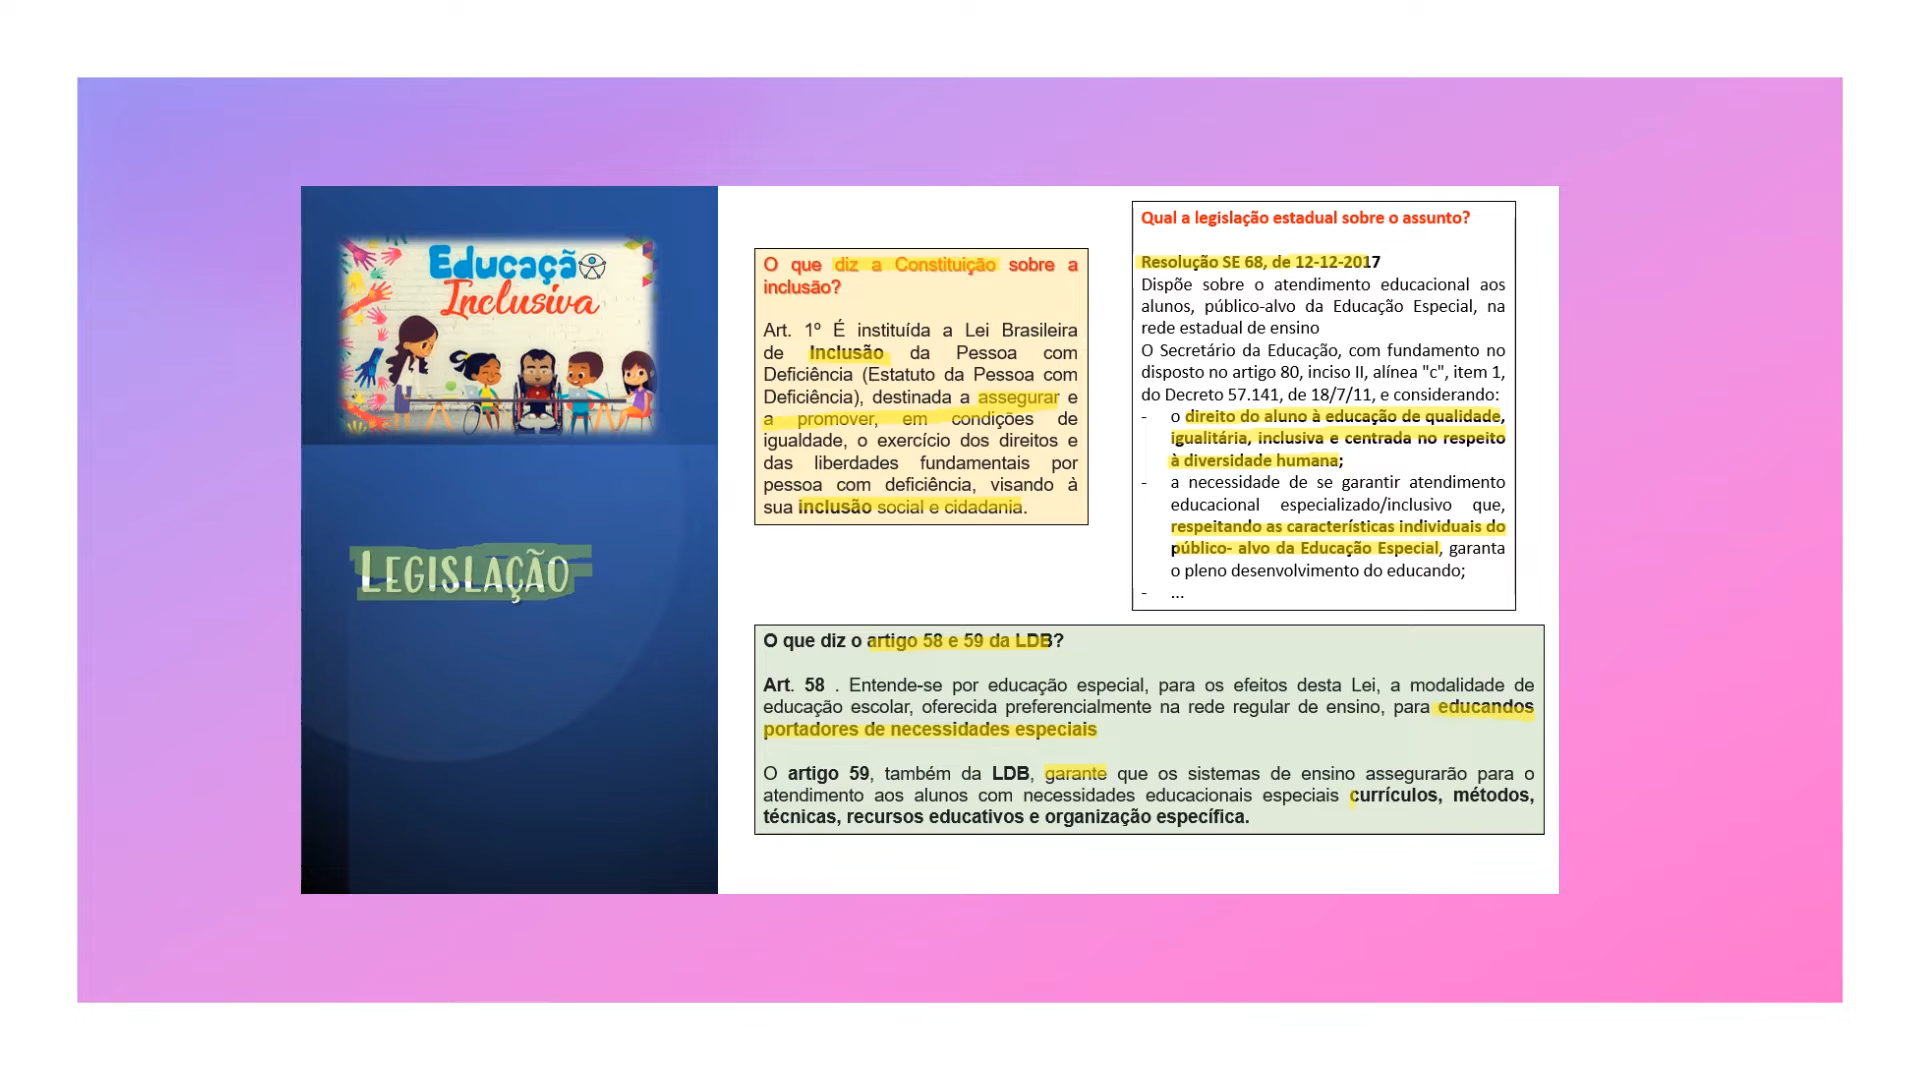 Educação
Inclusiva
LEGISLAÇÃO
O que diz a Constituição sobre a
inclusão?
Art. 1º É instituída a Lei Brasileira
de Inclusão da Pessoa com
Deficiência (Estatuto da Pessoa com
Deficiência), destinada a assegurar e
a promover, em condições de
igualdade, o exercício dos direitos e
das liberdades fundamentais por
pessoa com deficiência, visando à
sua inclusão social e cidadania.
Qual a legislação estadual sobre o assunto?
Resolução SE 68, de 12-12-2017
Dispõe sobre o atendimento educacional aos
alunos, público-alvo da Educação Especial, na
rede estadual de ensino
O Secretário da Educação, com fundamento no
disposto no artigo 80, inciso II, alínea "c", item 1,
do Decreto 57.141, de 18/7/11, e considerando:
- o direito do aluno à educação de qualidade,
igualitária, inclusiva e centrada no respeito
à diversidade humana;
- a necessidade de se garantir atendimento
educacional especializado/inclusivo que,
respeitando as características individuais do
público- alvo da Educação Especial, garanta
o pleno desenvolvimento do educando;
- ...
O que diz o artigo 58 e 59 da LDB?
Art. 58 . Entende-se por educação especial, para os efeitos desta Lei, a modalidade de
educação escolar, oferecida preferencialmente na rede regular de ensino, para educandos
portadores de necessidades especiais
O artigo 59, também da LDB, garante que os sistemas de ensino assegurarão para o
atendimento aos alunos com necessidades educacionais especiais currículos, métodos,
técnicas, recursos educativos e organização específica.